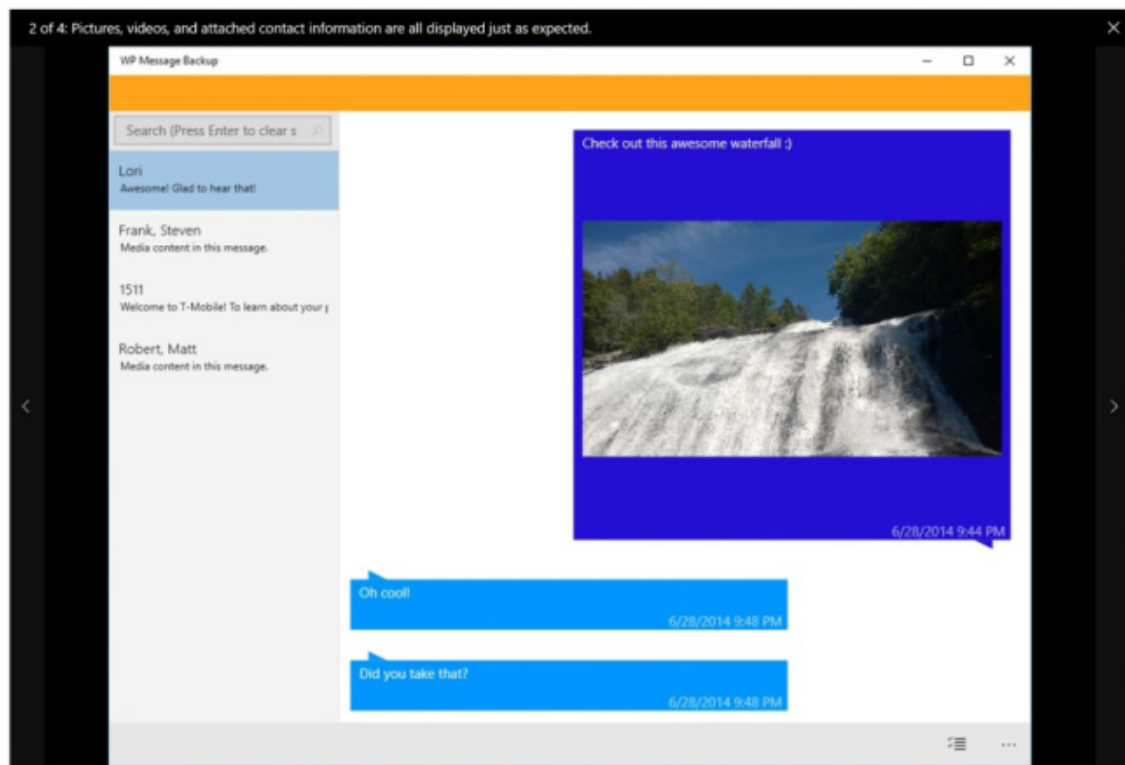 2 of 4: Pictures, videos, and attached contact information are all displayed just as expected.
WP Message Backup
Search (Press Enter to clear s
Lori
Awesome! Glad to hear that!
Frank, Steven
Media content in this message.
1511
Welcome to T-Mobile! To learn about your p
Robert, Matt
Media content in this message.
Check out this awesome waterfall :)
6/28/2014 9:44 PM
Oh cool!
6/28/2014 9:48 PM
Did you take that?
6/28/2014 9:48 PM